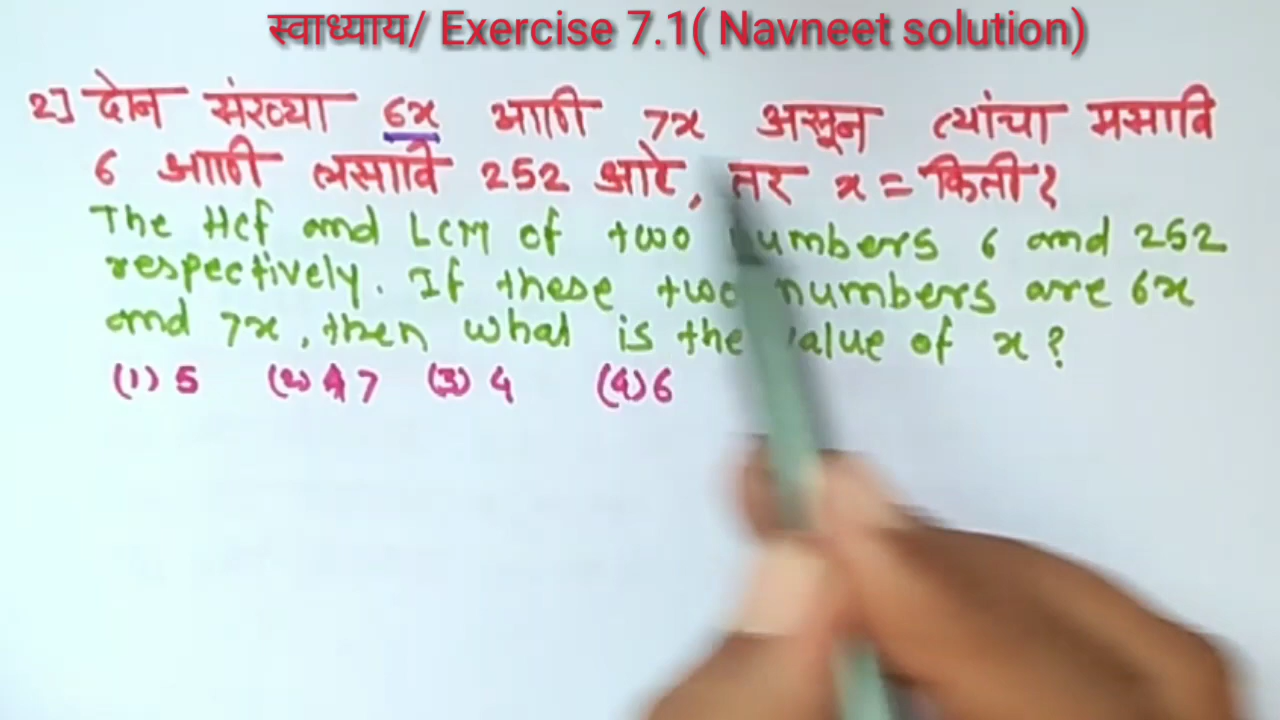 स्वाध्याय/ Exercise 7.1( Navneet solution)
2] दोन संख्या 6x आणि 7x असून त्यांचा मसावि
6 आणि लसावि 252 आहे, तर x = किती?
The Hcf and LCM of two numbers 6 and 252
respectively. If these two numbers are 6x
and 7x, then what is the value of x?
(1) 5 (2) 7 (3) 4 (4) 6